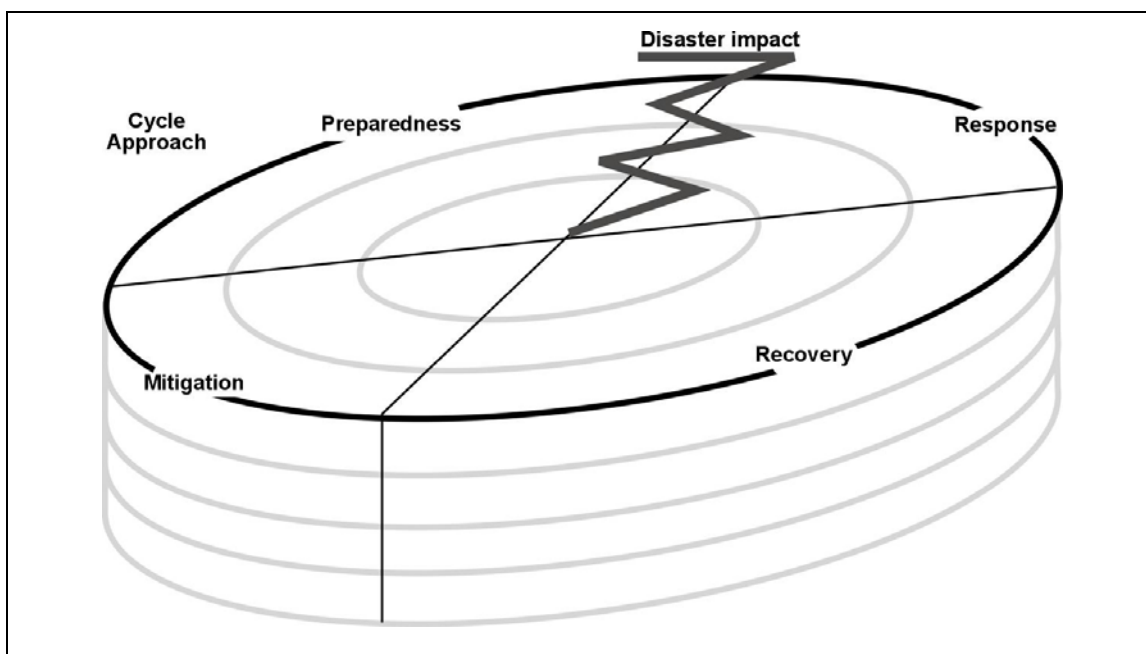 Disaster impact
Cycle
Approach
Preparedness
Response
Recovery
Mitigation